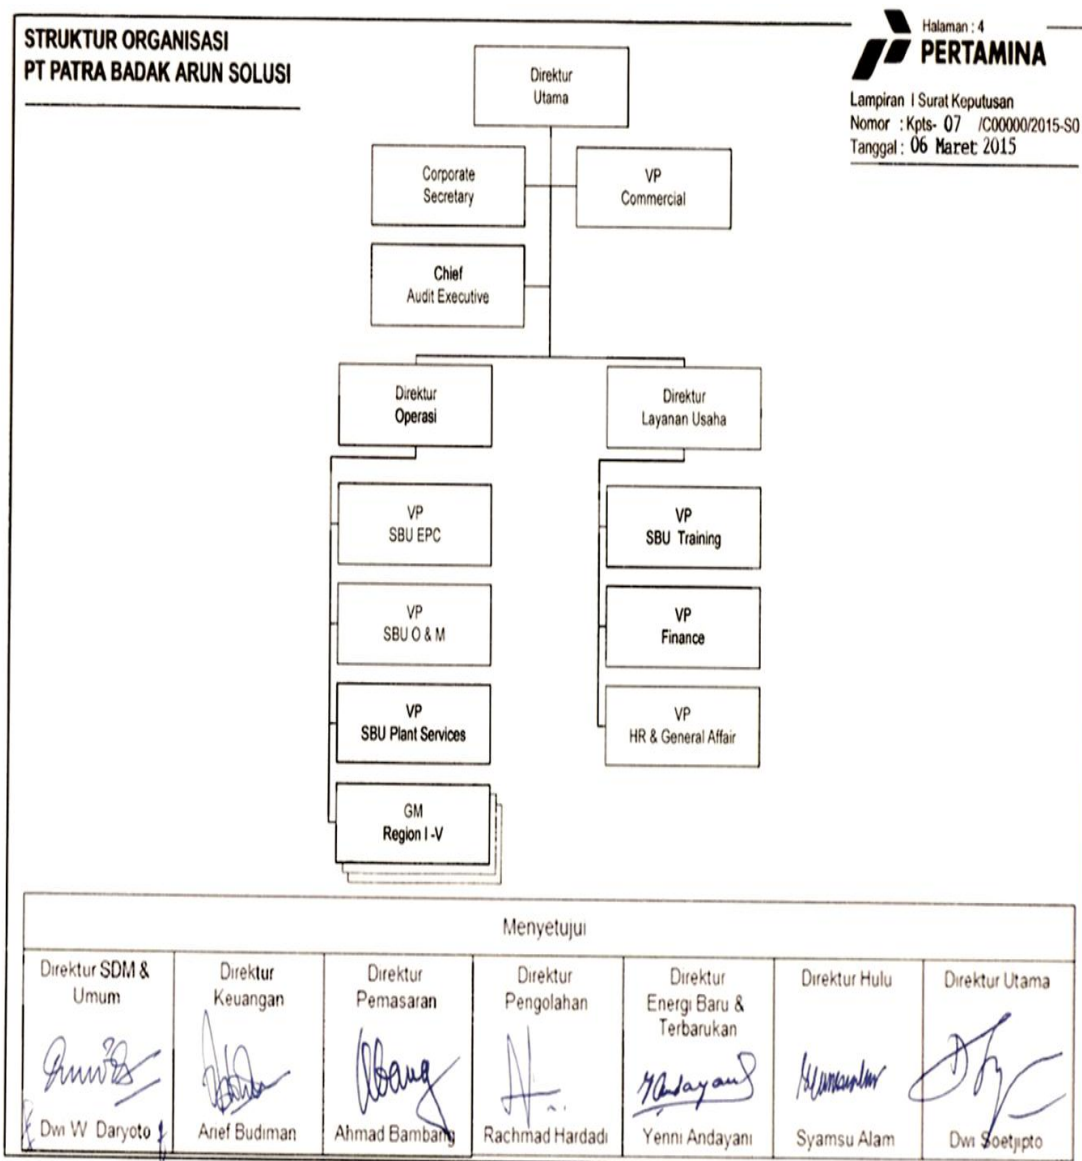 STRUKTUR ORGANISASI
PT PATRA BADAK ARUN SOLUSI
Halaman : 4
PERTAMINA
Lampiran I Surat Keputusan
Nomor : Kpts- 07 /C00000/2015-S0
Tanggal : 06 Maret 2015
Direktur
Utama
Corporate
Secretary
VP
Commercial
Chief
Audit Executive
Direktur
Operasi
Direktur
Layanan Usaha
VP
SBU EPC
VP
SBU Training
VP
SBU O & M
VP
Finance
VP
SBU Plant Services
VP
HR & General Affair
GM
Region I -V
Menyetujui
Direktur SDM &
Umum
Direktur
Keuangan
Direktur
Pemasaran
Direktur
Pengolahan
Direktur
Energi Baru &
Terbarukan
Direktur Hulu
Direktur Utama
Dwi W Daryoto
Arief Budiman
Ahmad Bambang
Rachmad Hardadi
Yenni Andayani
Syamsu Alam
Dwi Soetjipto